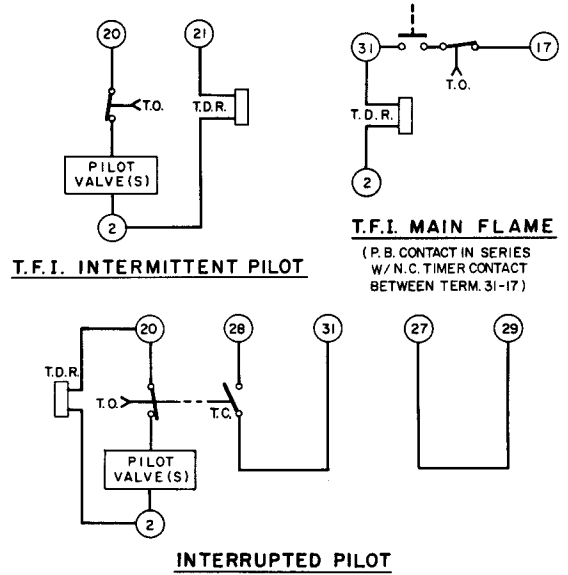 20
21
T.O.
T.D.R.
PILOT
VALVE(S)
2
T.F.I. INTERMITTENT PILOT
31
17
T.O.
T.D.R.
2
T.F.I. MAIN FLAME
(P.B. CONTACT IN SERIES
W/ N.C. TIMER CONTACT
BETWEEN TERM. 31-17)
20
28
31
27
29
T.D.R.
T.O.
T.C.
PILOT
VALVE(S)
2
INTERRUPTED PILOT